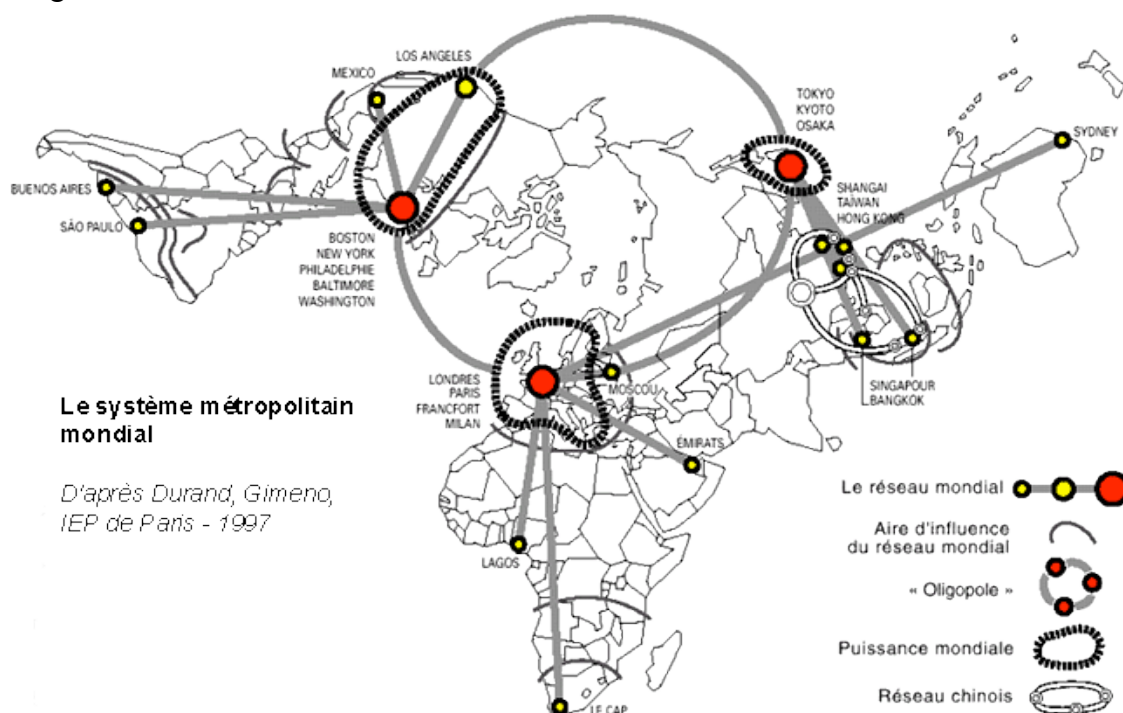 LOS ANGELES
MEXICO
TOKYO
KYOTO
OSAKA
SYDNEY
BUENOS AIRES
SÃO PAULO
SHANGAI
TAÏWAN
HONG KONG
BOSTON
NEW YORK
PHILADELPHIE
BALTIMORE
WASHINGTON
LONDRES
PARIS
FRANCFORT
MILAN
MOSCOU
SINGAPOUR
BANGKOK
ÉMIRATS
LAGOS
LE CAP
Le système métropolitain
mondial
D'après Durand, Gimeno,
IEP de Paris - 1997
Le réseau mondial
Aire d'influence
du réseau mondial
« Oligopole »
Puissance mondiale
Réseau chinois